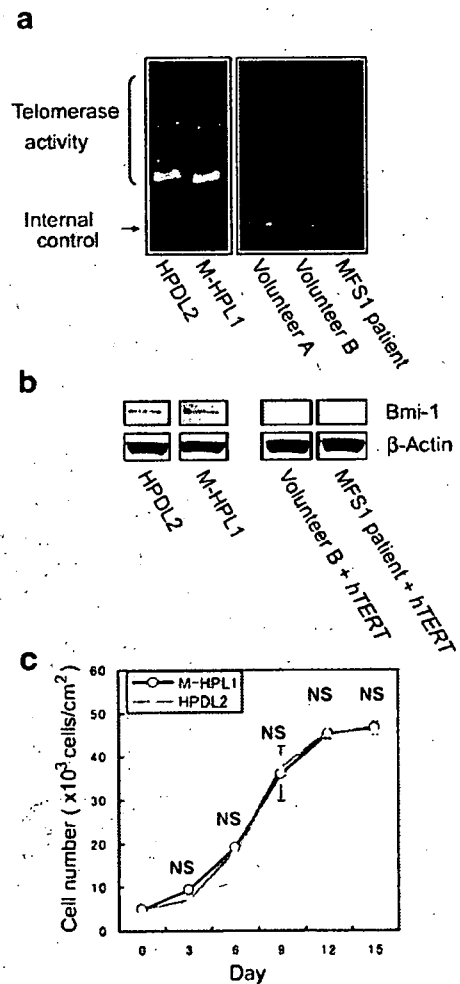 a
Telomerase
activity
Internal
control
HPDL2
M-HPL1
Volunteer A
Volunteer B
MFS1 patient
b
Bmi-1
β-Actin
HPDL2
M-HPL1
Volunteer B + hTERT
MFS1 patient + hTERT
c
Cell number ( x10³ cells/cm²)
60
50
40
30
20
10
0
M-HPL1
HPDL2
NS
NS
NS
NS
NS
0 3 6 9 12 15
Day